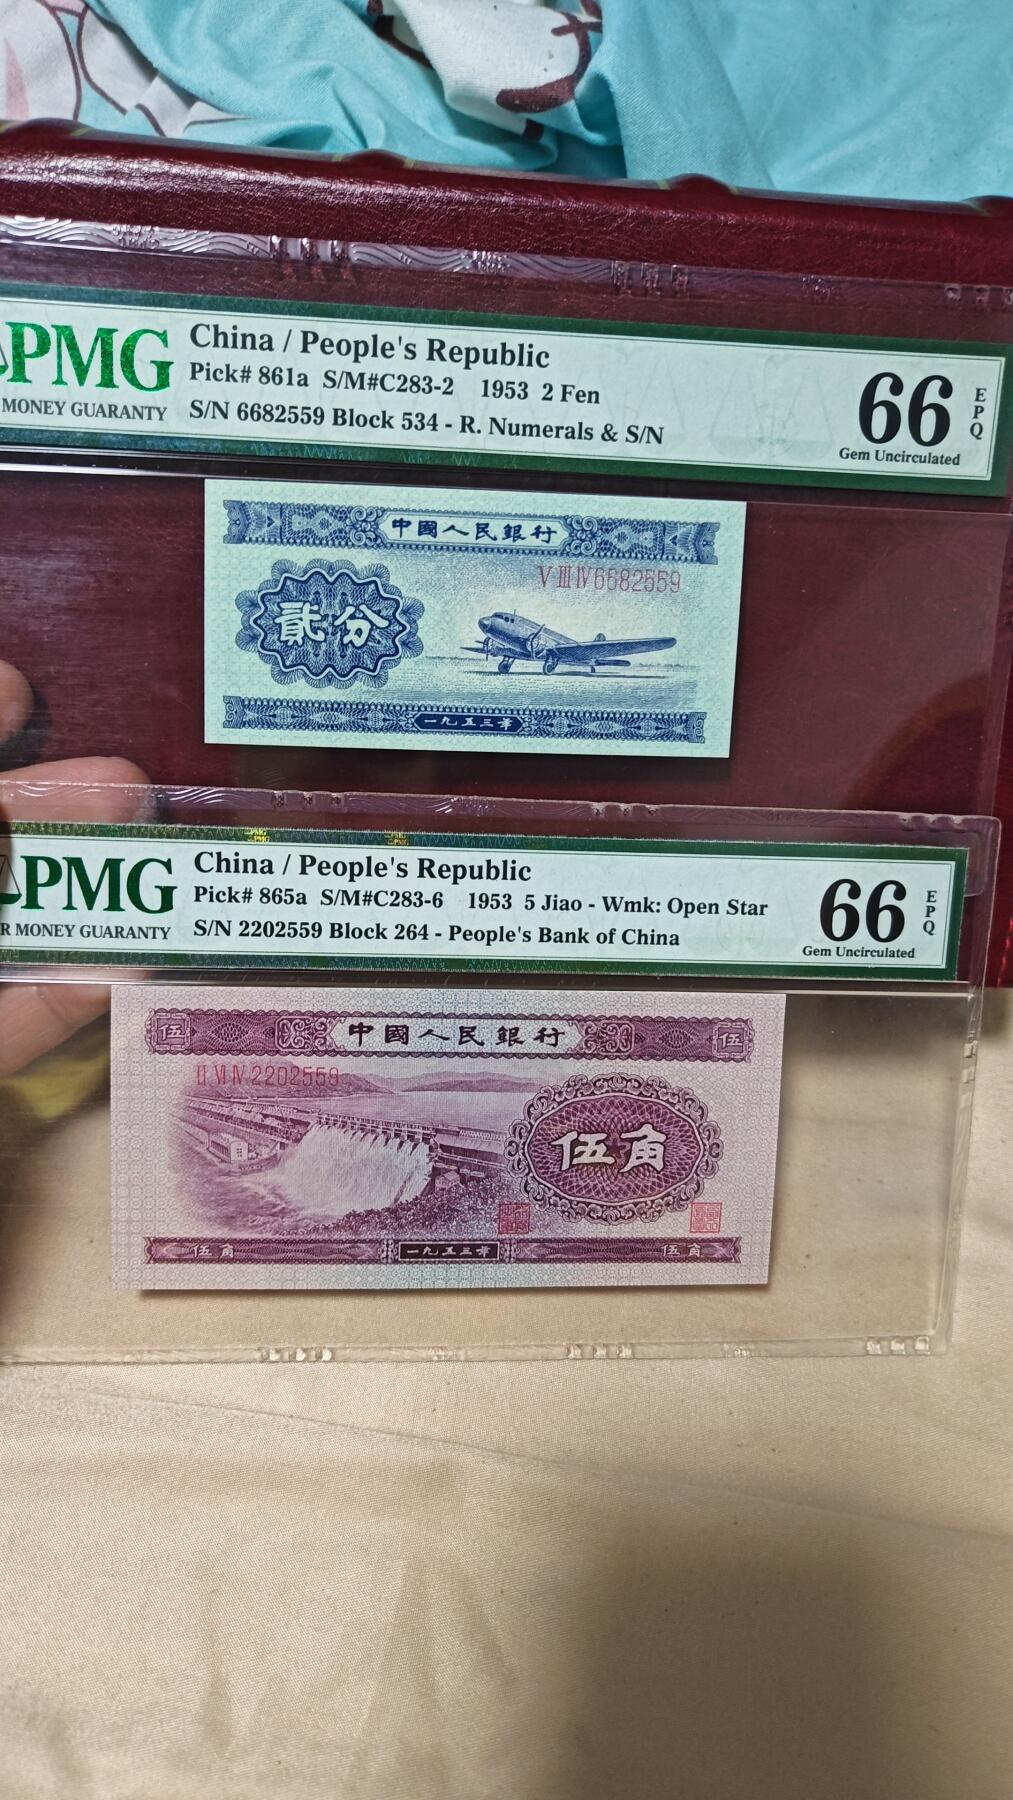 PMG
MONEY GUARANTY
China / People's Republic
Pick# 861a S/M#C283-2 1953 2 Fen
S/N 6682559 Block 534 - R. Numerals & S/N
66
EPQ
Gem Uncirculated
中國人民銀行
V III IV 6682559
貳分
一九五三年
PMG
PMG
PMG
PMG
PMG
R MONEY GUARANTY
China / People's Republic
Pick# 865a S/M#C283-6 1953 5 Jiao - Wmk: Open Star
S/N 2202559 Block 264 - People's Bank of China
66
EPQ
Gem Uncirculated
伍 中國人民銀行 伍
II VI IV 2202559
伍角
伍角 一九五三年 伍角